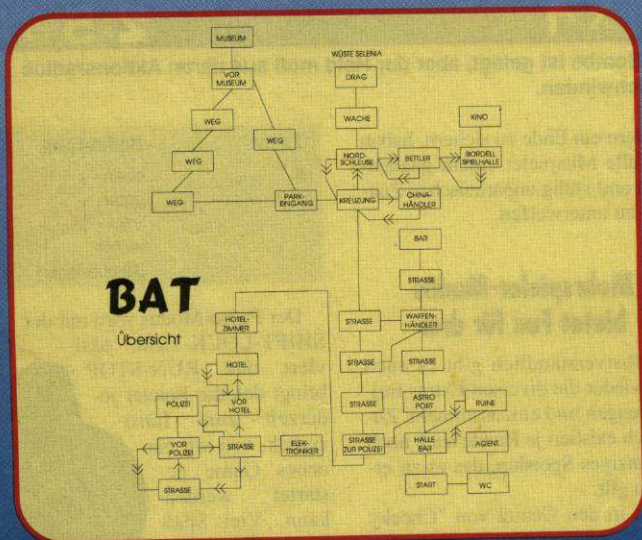 MUSEUM
VOR
MUSEUM
WEG
WEG
WEG
WEG
PARK-
EINGANG
WÜSTE SELENIA
DRAG
WACHE
NORD-
SCHLEUSE
BETTLER
KINO
BORDELL
SPIELHALLE
KREUZUNG
CHINA-
HÄNDLER
BAR
STRASSE
BAT
Übersicht
HOTEL-
ZIMMER
STRASSE
WAFFEN-
HÄNDLER
HOTEL
STRASSE
STRASSE
VOR
HOTEL
POLIZEI
STRASSE
ASTRO
PORT
RUINE
VOR
POLIZEI
STRASSE
ELEK-
TRONIKER
STRASSE
ZUR POLIZEI
HALLE
BAR
AGENT
STRASSE
START
WC